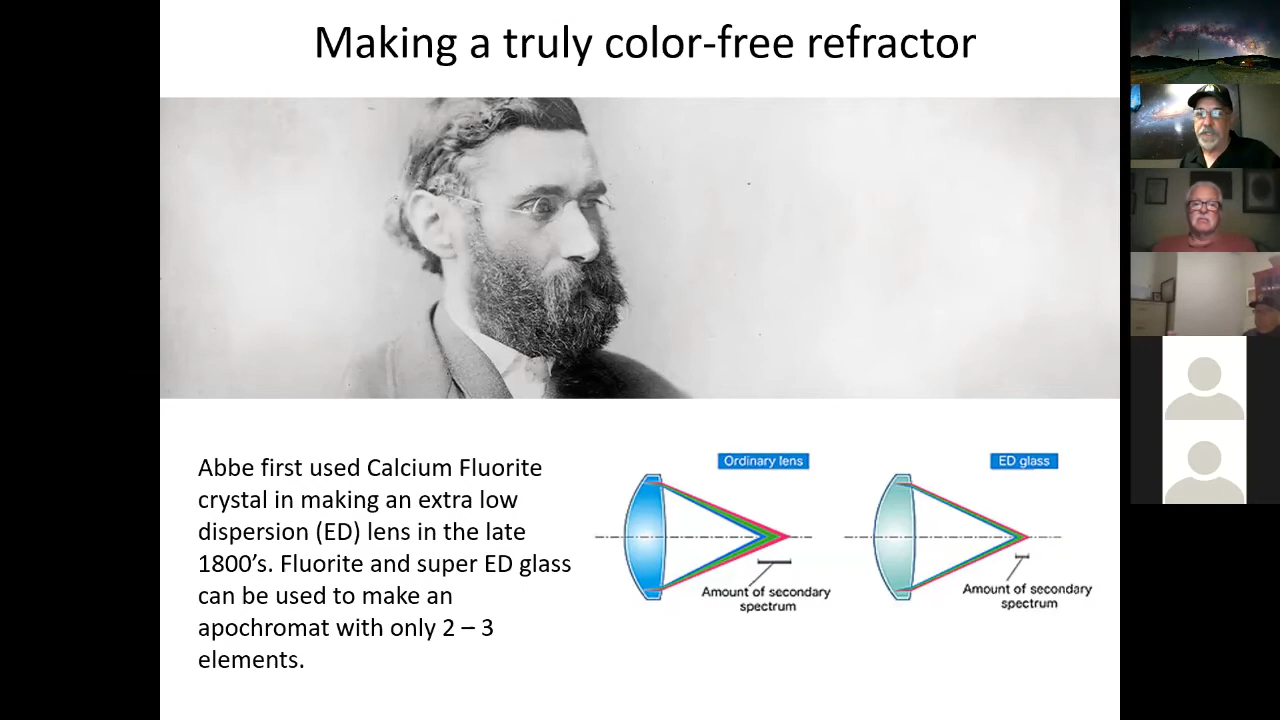 Making a truly color-free refractor
Abbe first used Calcium Fluorite
crystal in making an extra low
dispersion (ED) lens in the late
1800’s. Fluorite and super ED glass
can be used to make an
apochromat with only 2 – 3
elements.
Ordinary lens
Amount of secondary
spectrum
ED glass
Amount of secondary
spectrum